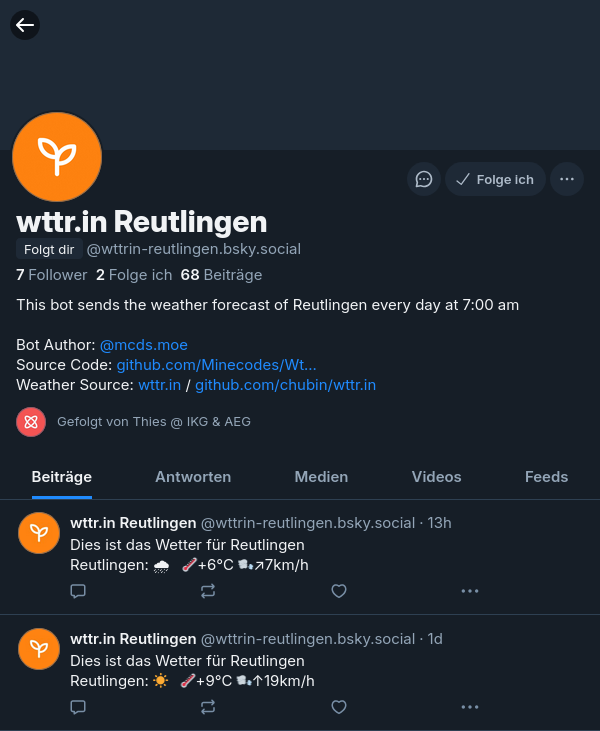 Folge ich
wttr.in Reutlingen
Folgt dir @wttrin-reutlingen.bsky.social
7 Follower 2 Folge ich 68 Beiträge
This bot sends the weather forecast of Reutlingen every day at 7:00 am
Bot Author: @mcds.moe
Source Code: github.com/Minecodes/Wt...
Weather Source: wttr.in / github.com/chubin/wttr.in
Gefolgt von Thies @ IKG & AEG
Beiträge Antworten Medien Videos Feeds
wttr.in Reutlingen @wttrin-reutlingen.bsky.social · 13h
Dies ist das Wetter für Reutlingen
Reutlingen: 🌧️ 🌡️+6°C 🌬️↗7km/h
wttr.in Reutlingen @wttrin-reutlingen.bsky.social · 1d
Dies ist das Wetter für Reutlingen
Reutlingen: ☀️ 🌡️+9°C 🌬️↑19km/h